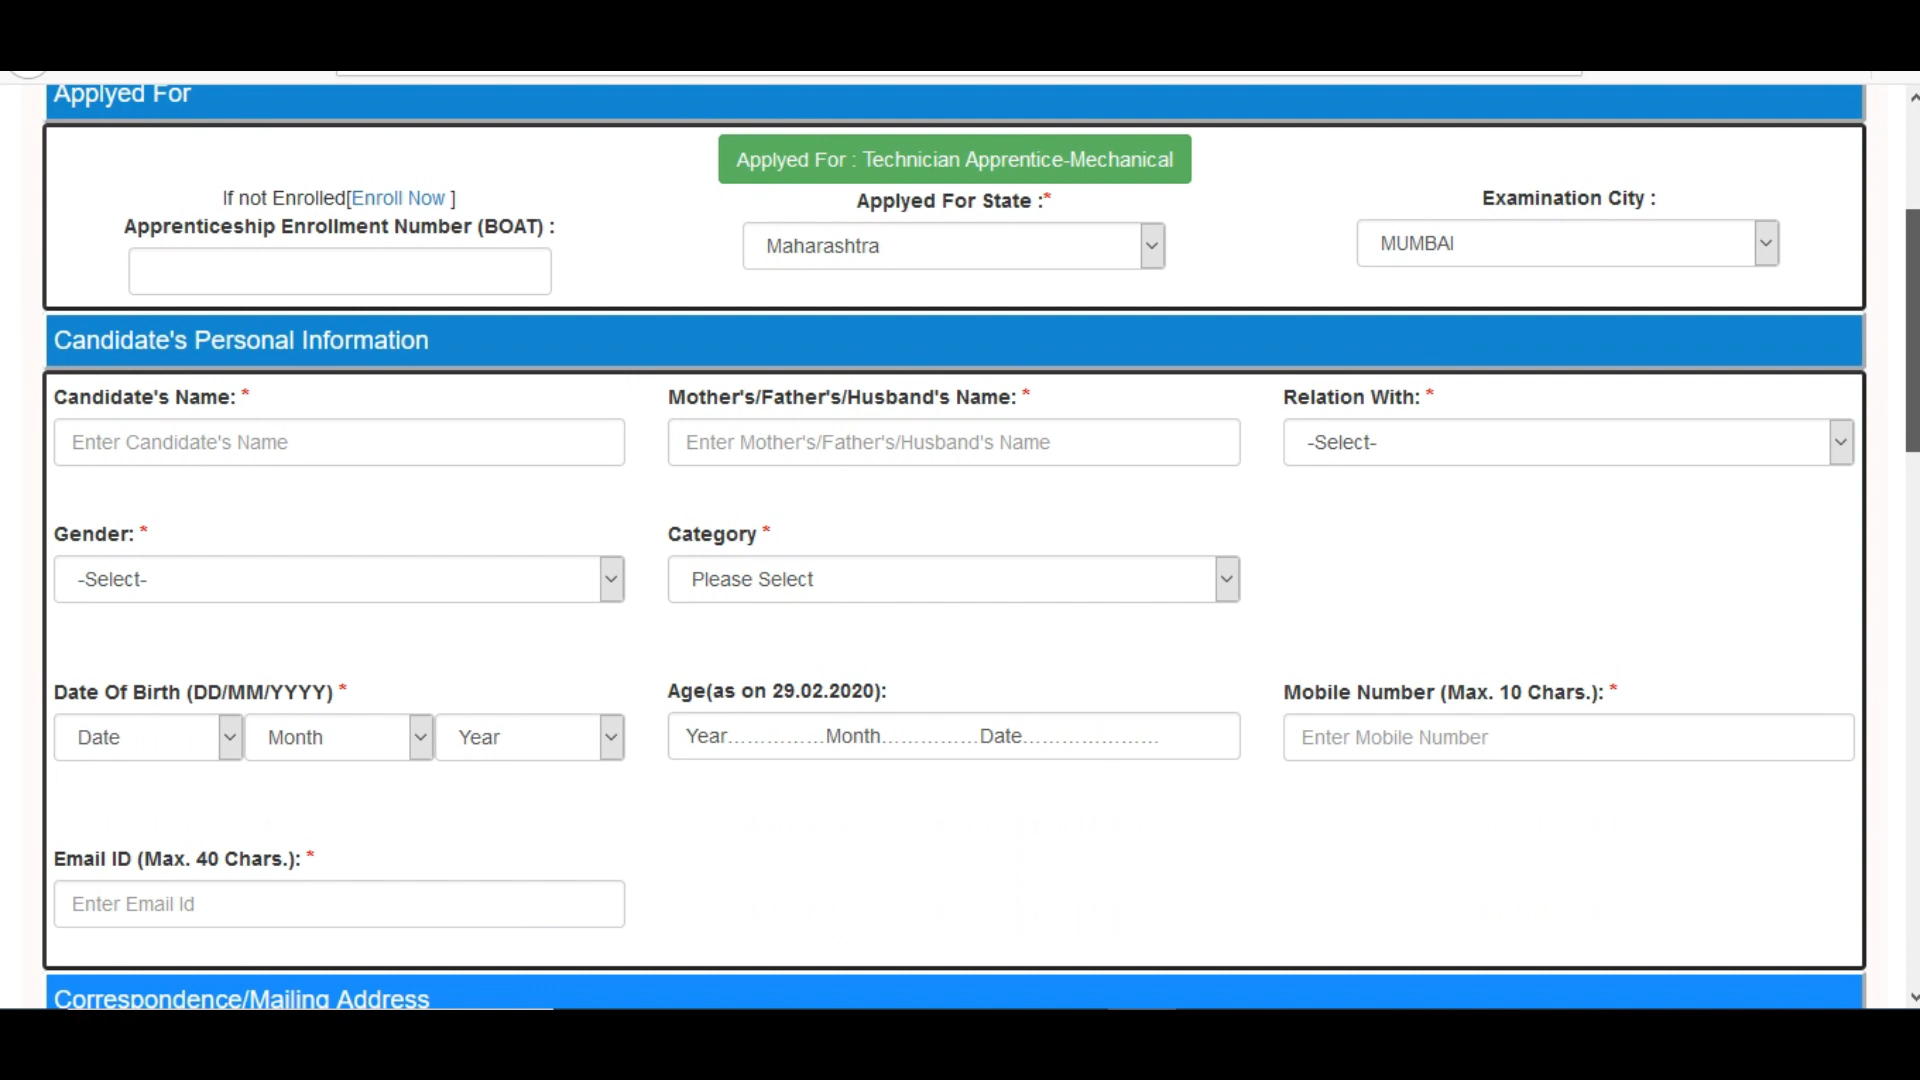 Applyed For
Applyed For : Technician Apprentice-Mechanical
If not Enrolled[Enroll Now ]
Apprenticeship Enrollment Number (BOAT) :
Applyed For State :*
Maharashtra
Examination City :
MUMBAI
Candidate's Personal Information
Candidate's Name: *
Enter Candidate's Name
Mother's/Father's/Husband's Name: *
Enter Mother's/Father's/Husband's Name
Relation With: *
-Select-
Gender: *
-Select-
Category *
Please Select
Date Of Birth (DD/MM/YYYY) *
Date Month Year
Age(as on 29.02.2020):
Year……………Month……………Date…………………
Mobile Number (Max. 10 Chars.): *
Enter Mobile Number
Email ID (Max. 40 Chars.): *
Enter Email Id
Correspondence/Mailing Address